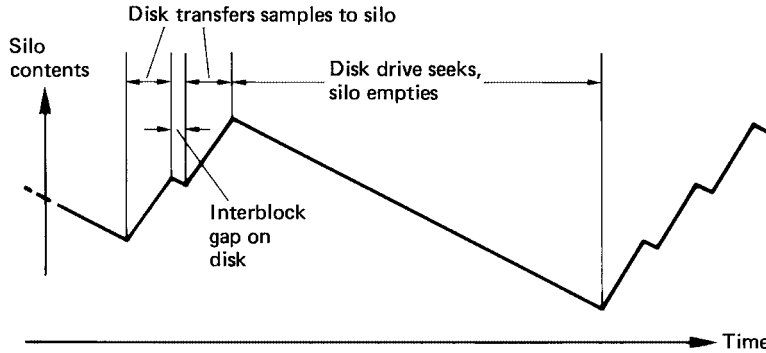 Disk transfers samples to silo
Silo
contents
Disk drive seeks,
silo empties
Interblock
gap on
disk
Time